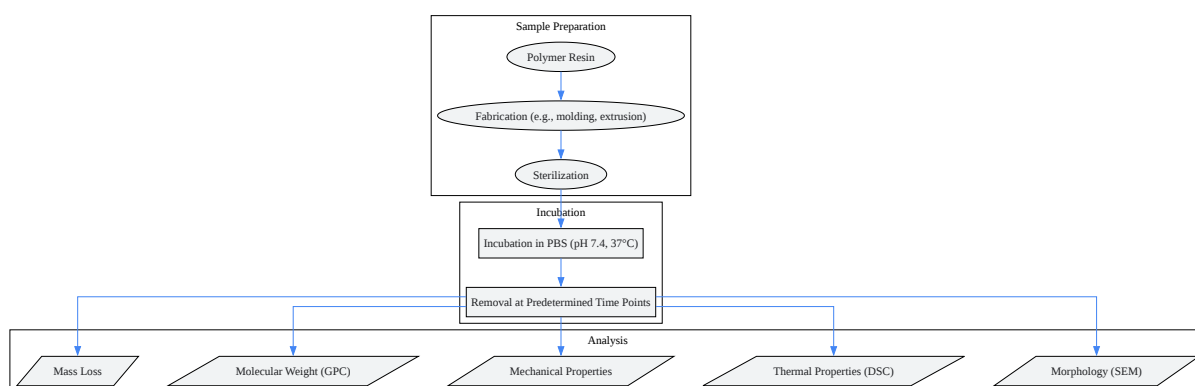 Sample Preparation
Polymer Resin
Fabrication (e.g., molding, extrusion)
Sterilization
Incubation
Incubation in PBS (pH 7.4, 37°C)
Removal at Predetermined Time Points
Analysis
Mass Loss
Molecular Weight (GPC)
Mechanical Properties
Thermal Properties (DSC)
Morphology (SEM)